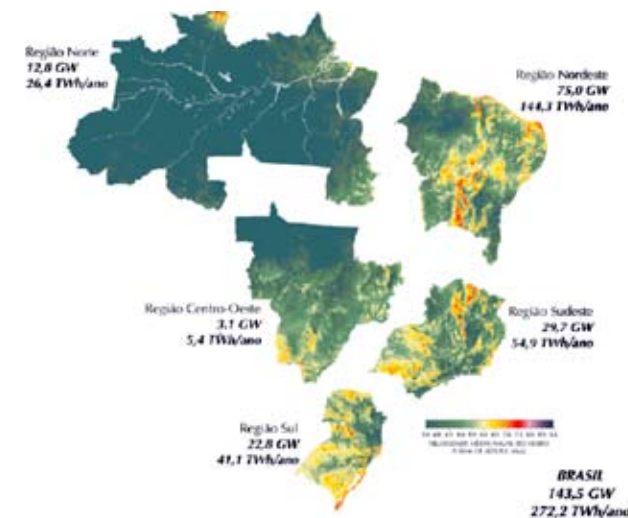 Região Norte
12,8 GW
26,4 TWh/ano
Região Nordeste
75,0 GW
144,3 TWh/ano
Região Centro-Oeste
3,1 GW
5,4 TWh/ano
Região Sudeste
29,7 GW
54,9 TWh/ano
Região Sul
22,8 GW
41,1 TWh/ano
BRASIL
143,5 GW
272,2 TWh/ano